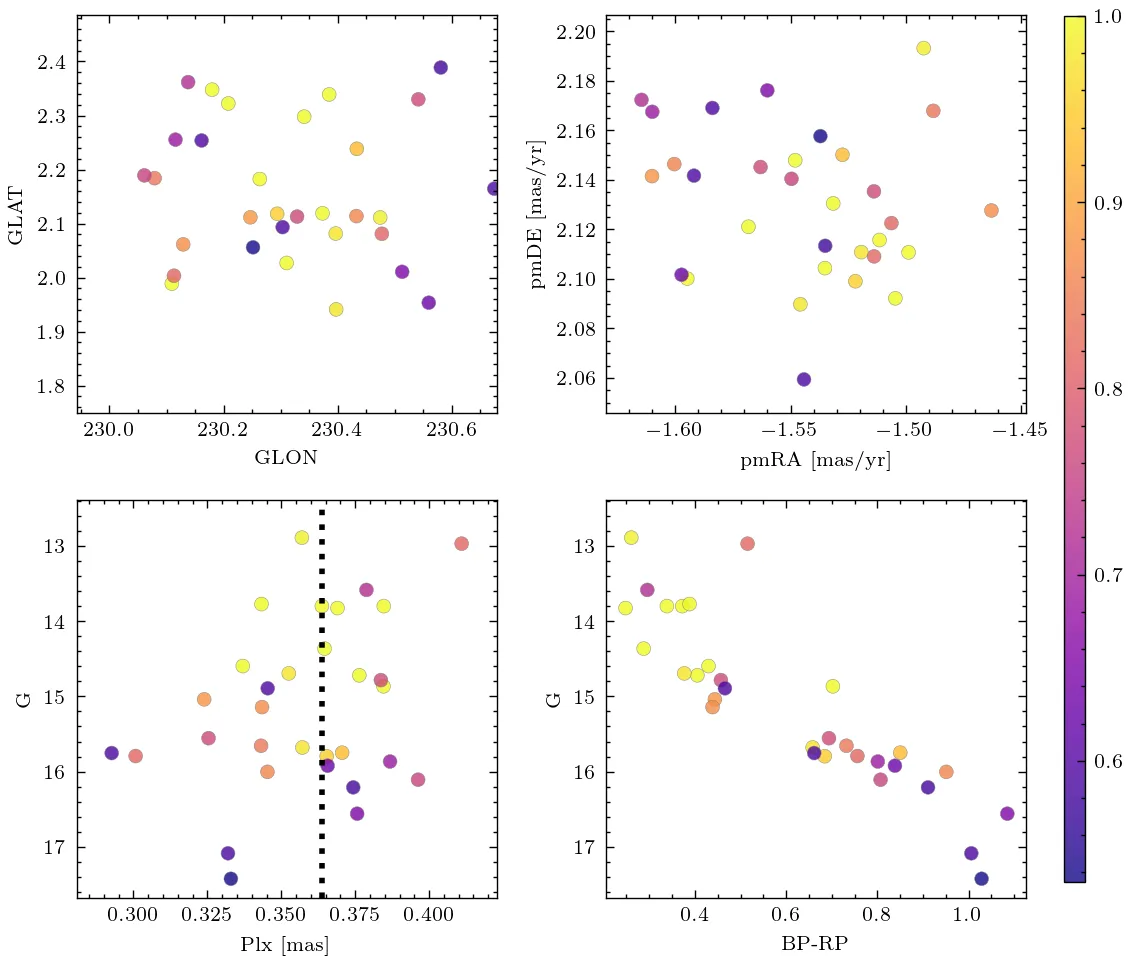 2.4
2.3
2.2
2.1
2.0
1.9
1.8
GLAT
230.0 230.2 230.4 230.6
GLON
2.20
2.18
2.16
2.14
2.12
2.10
2.08
2.06
pmDE [mas/yr]
−1.60 −1.55 −1.50 −1.45
pmRA [mas/yr]
1.0
0.9
0.8
0.7
0.6
13
14
15
16
17
G
0.300 0.325 0.350 0.375 0.400
Plx [mas]
13
14
15
16
17
G
0.4 0.6 0.8 1.0
BP-RP